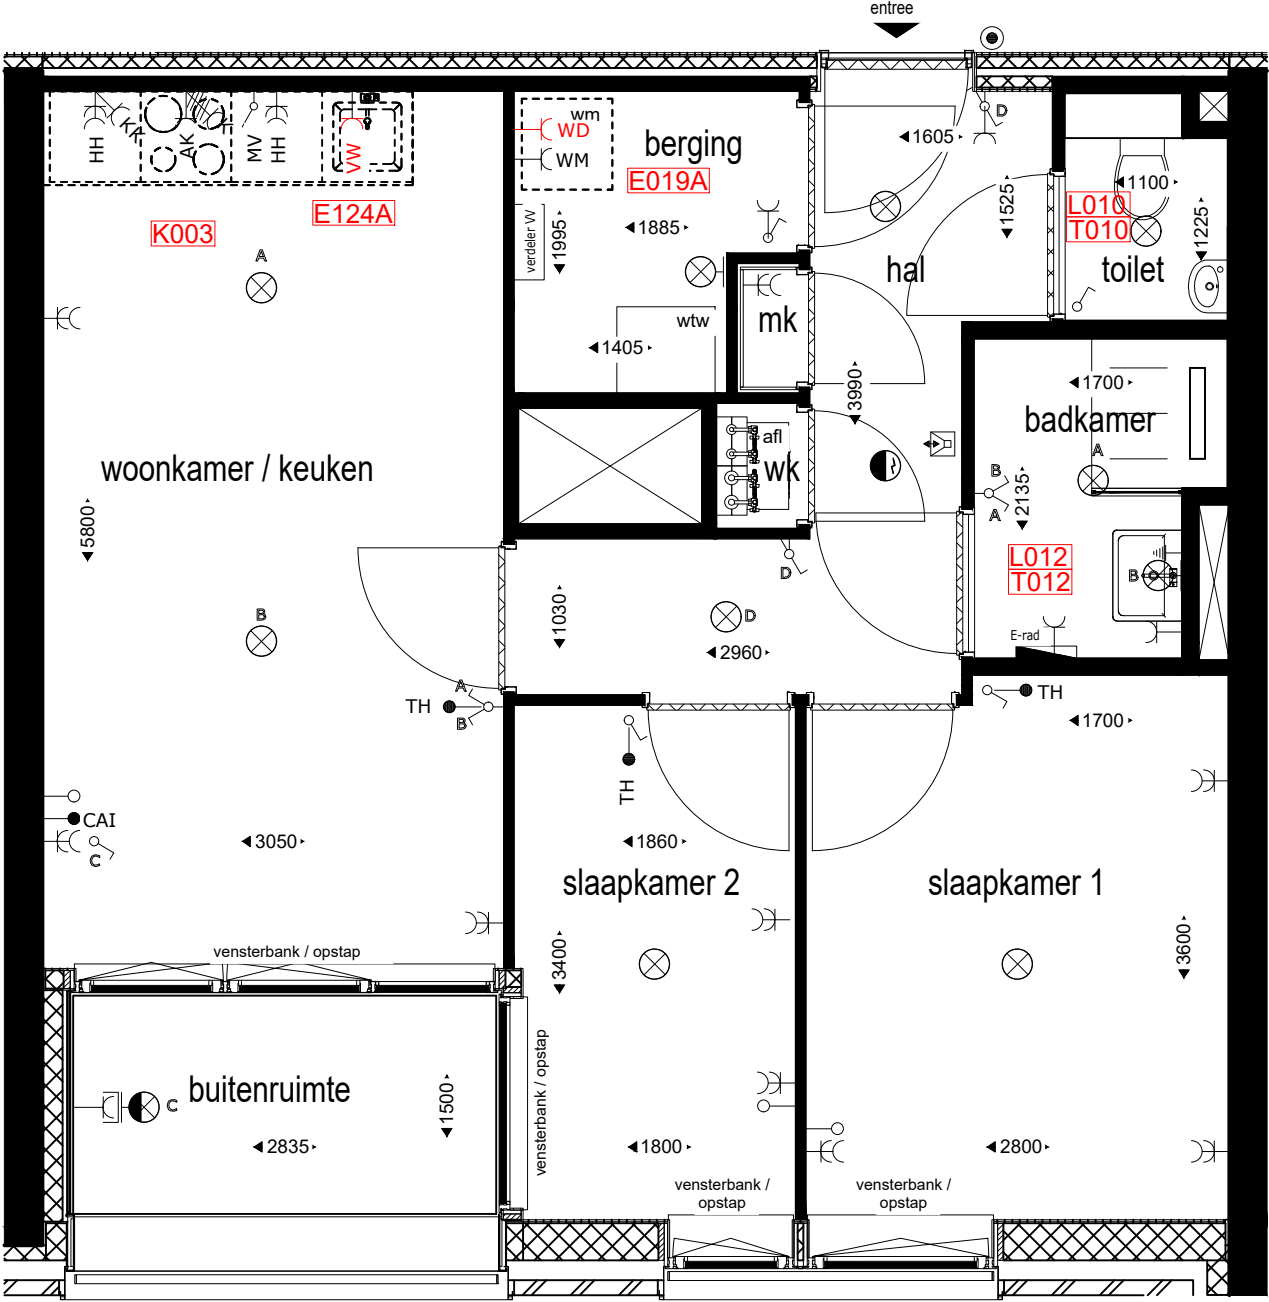 entree
wm
WD
WM
berging
E019A
1605
D
1100
L010
T010
1525
1225
HH
KK
AK
MV
HH
VW
K003
E124A
A
verdeler VV
1995
1885
hal
toilet
wtw
mk
1405
3990
1700
badkamer
A
afl
wk
woonkamer / keuken
B
A
2135
5800
L012
T012
B
D
1030
B
D
2960
E-rad
TH
A
B
TH
1700
TH
CAI
C
3050
1860
slaapkamer 2
slaapkamer 1
vensterbank / opstap
3400
3600
buitenruimte
C
1500
2835
vensterbank / opstap
1800
2800
vensterbank /
opstap
vensterbank /
opstap